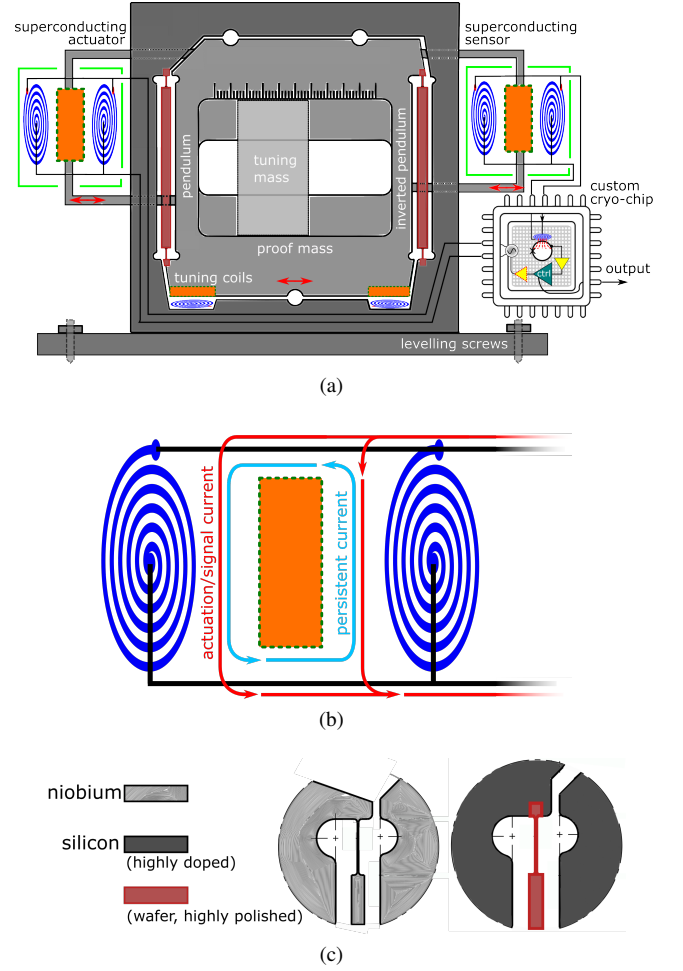 superconducting
actuator
superconducting
sensor
pendulum
tuning
mass
inverted pendulum
proof mass
custom
cryo-chip
ctrl
output
tuning coils
levelling screws
(a)
actuation/signal current
persistent current
(b)
niobium
silicon
(highly doped)
(wafer, highly polished)
(c)